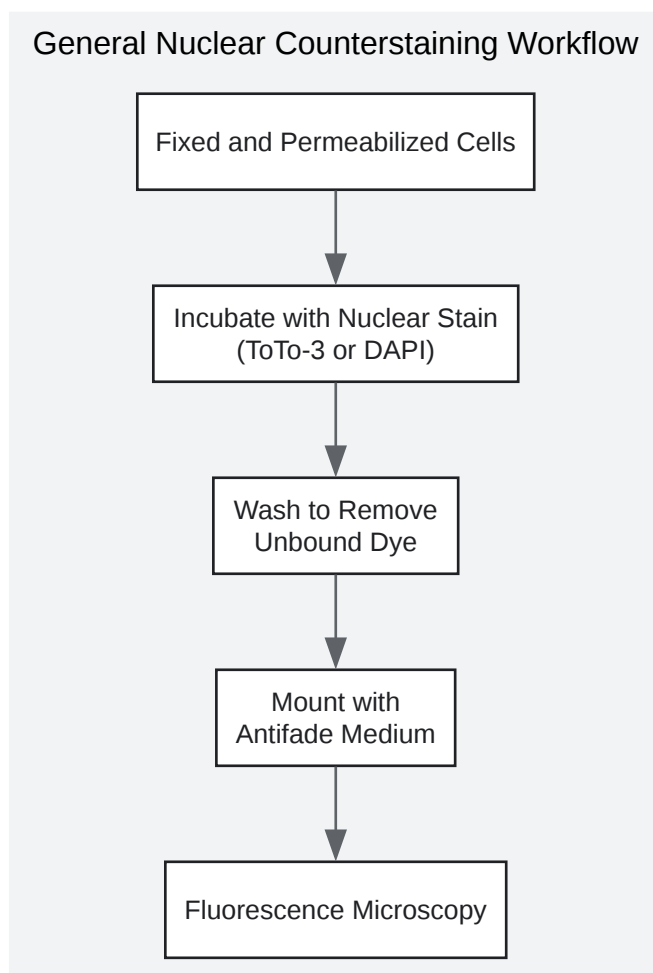 General Nuclear Counterstaining Workflow
Fixed and Permeabilized Cells
Incubate with Nuclear Stain
(ToTo-3 or DAPI)
Wash to Remove
Unbound Dye
Mount with
Antifade Medium
Fluorescence Microscopy